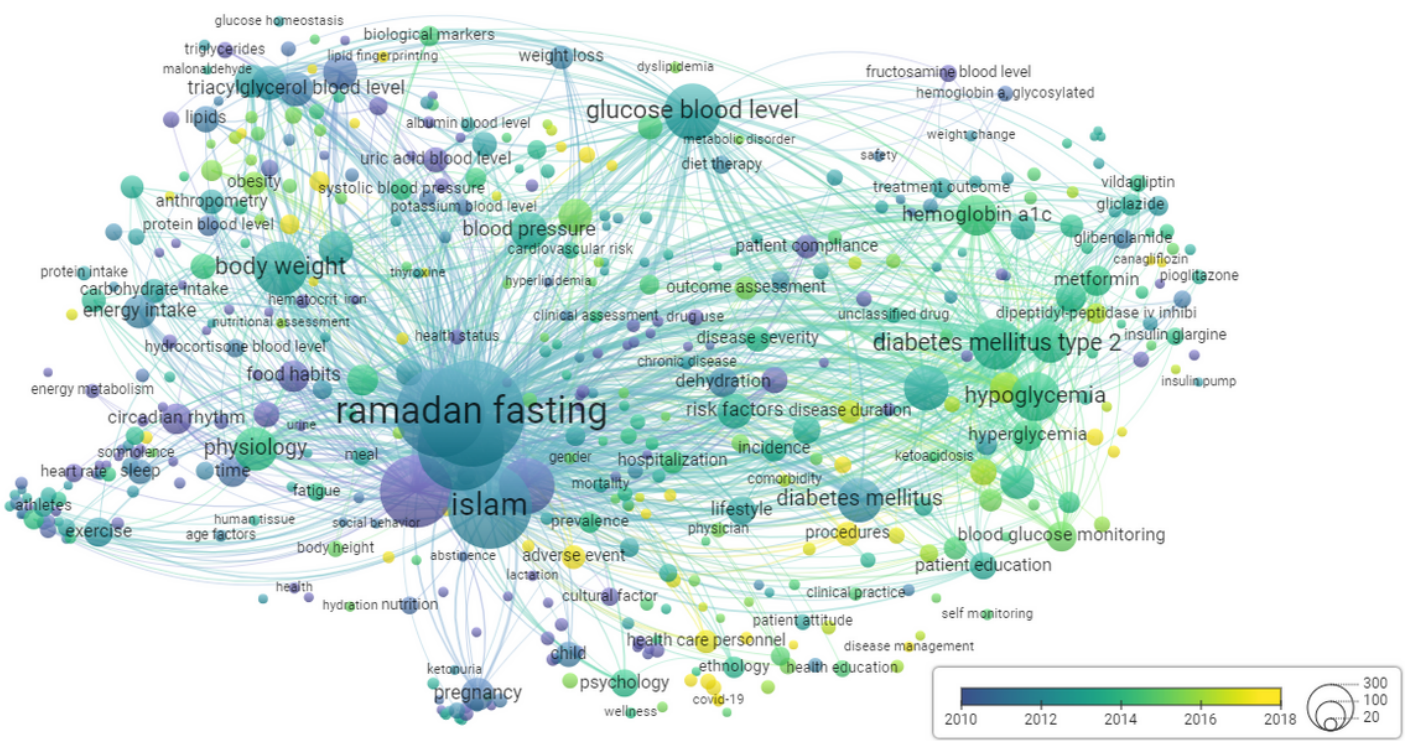 glucose homeostasis
biological markers
triglycerides
lipid fingerprinting
weight loss
malonaldehyde
dyslipidemia
fructosamine blood level
triacylglycerol blood level
hemoglobin a, glycosylated
glucose blood level
lipids
albumin blood level
weight change
metabolic disorder
uric acid blood level
diet therapy
safety
obesity
systolic blood pressure
treatment outcome
vildagliptin
anthropometry
potassium blood level
gliclazide
hemoglobin a1c
protein blood level
blood pressure
glibenclamide
cardiovascular risk
patient compliance
canagliflozin
body weight
protein intake
thyroxine
pioglitazone
hyperlipidemia
metformin
carbohydrate intake
outcome assessment
hematocrit iron
energy intake
clinical assessment
drug use
unclassified drug
dipeptidyl-peptidase iv inhibi
nutritional assessment
health status
disease severity
insulin glargine
hydrocortisone blood level
diabetes mellitus type 2
chronic disease
food habits
dehydration
insulin pump
energy metabolism
hypoglycemia
ramadan fasting
risk factors
disease duration
circadian rhythm
urine
hyperglycemia
physiology
incidence
somnolence
meal
gender
hospitalization
ketoacidosis
heart rate
sleep
time
comorbidity
mortality
fatigue
diabetes mellitus
athletes
islam
lifestyle
human tissue
social behavior
prevalence
physician
exercise
age factors
procedures
blood glucose monitoring
body height
abstinence
adverse event
patient education
lactation
health
cultural factor
clinical practice
hydration
nutrition
self monitoring
patient attitude
health care personnel
disease management
child
ketonuria
ethnology
health education
psychology
pregnancy
covid-19
wellness
300
100
20
2010
2012
2014
2016
2018